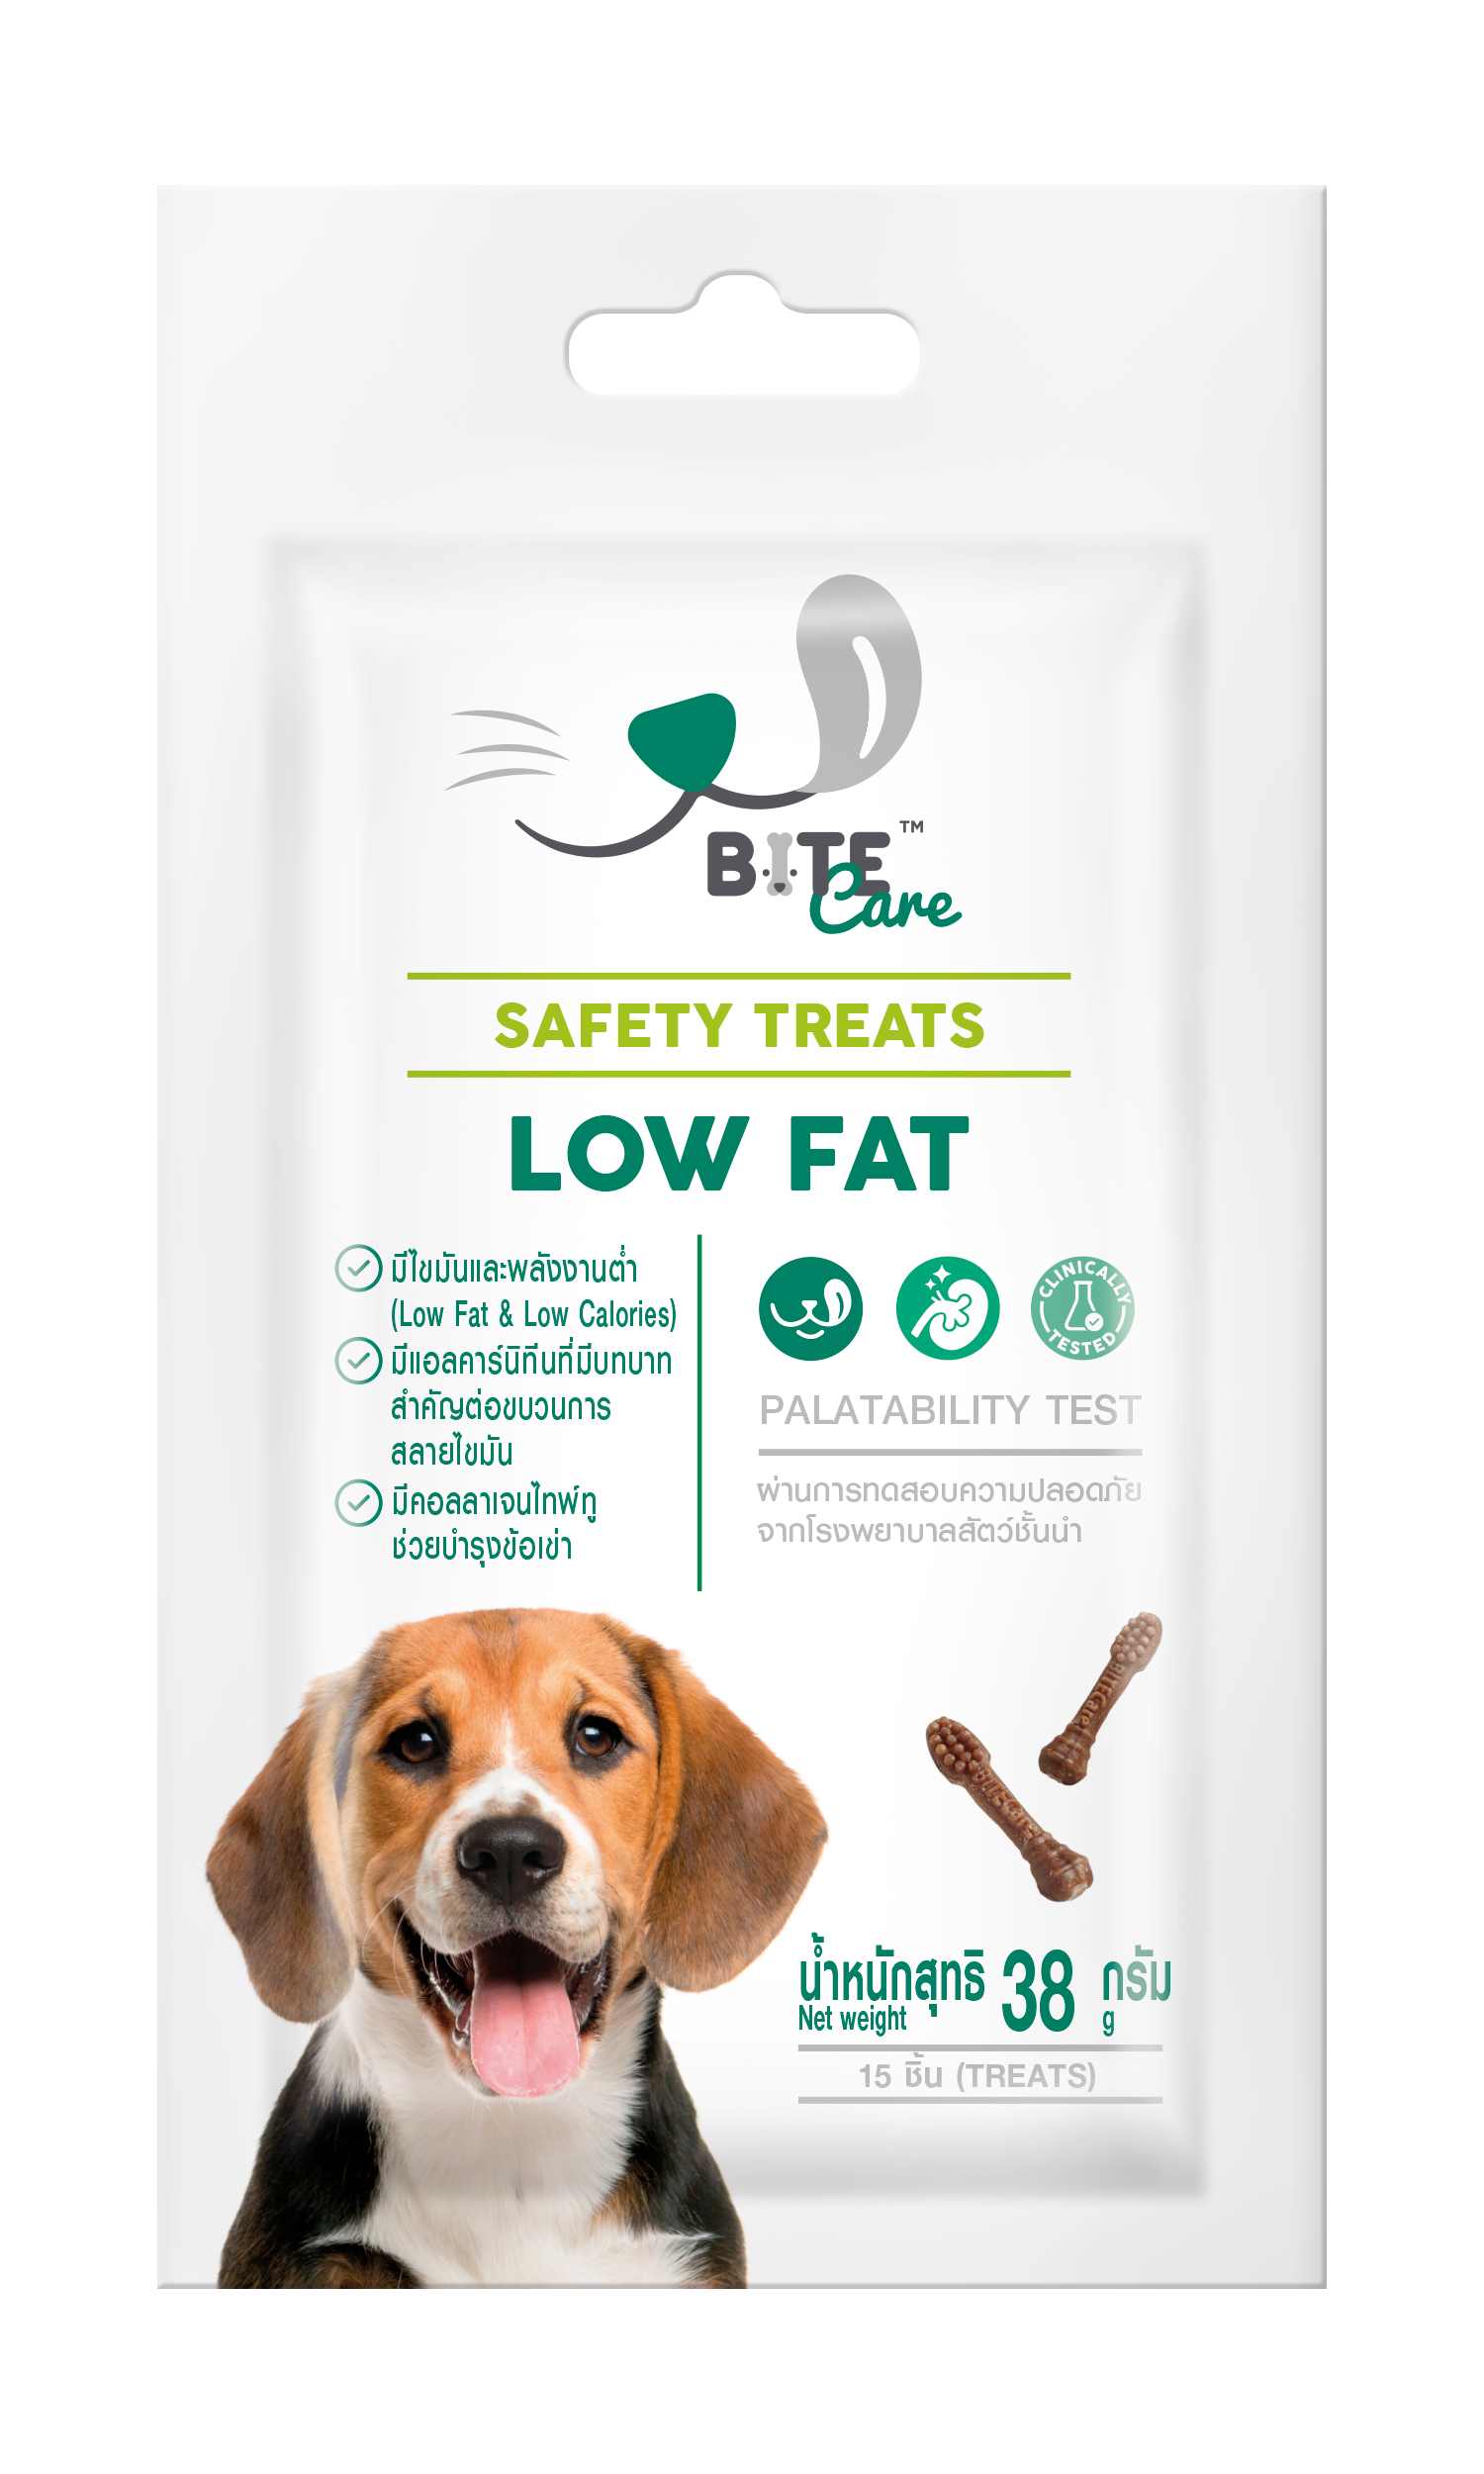 BITE™
Care
SAFETY TREATS
LOW FAT
มีไขมันและพลังงานต่ำ
(Low Fat & Low Calories)
มีแอลคาร์นิทีนที่มีบทบาท
สำคัญต่อขบวนการ
สลายไขมัน
มีคอลลาเจนไทพ์ทู
ช่วยบำรุงข้อเข่า
CLINICALLY
TESTED
PALATABILITY TEST
ผ่านการทดสอบความปลอดภัย
จากโรงพยาบาลสัตว์ชั้นนำ
BITECare
BITECare
น้ำหนักสุทธิ 38 กรัม
Net weight g
15 ชิ้น (TREATS)